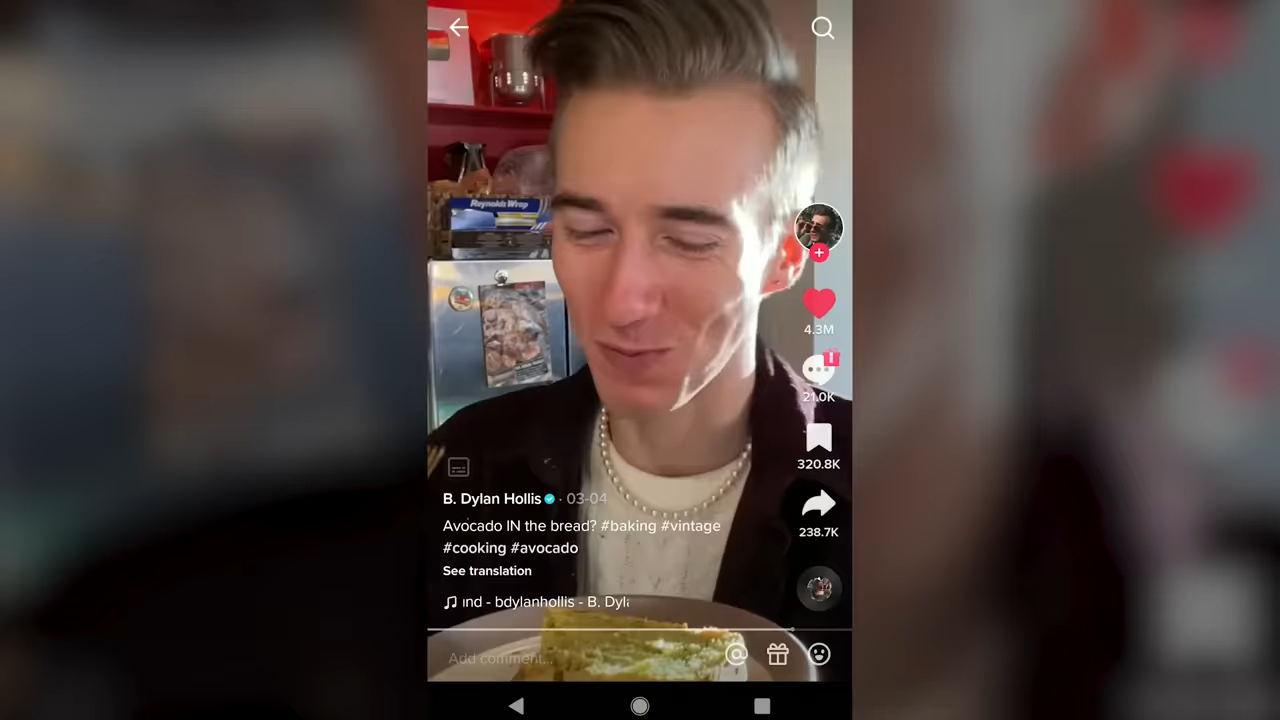 Reynolds Wrap
4.3M
21.0K
320.8K
238.7K
B. Dylan Hollis · 03-04
Avocado IN the bread? #baking #vintage
#cooking #avocado
See translation
und - bdylanhollis - B. Dyl
Add comment...